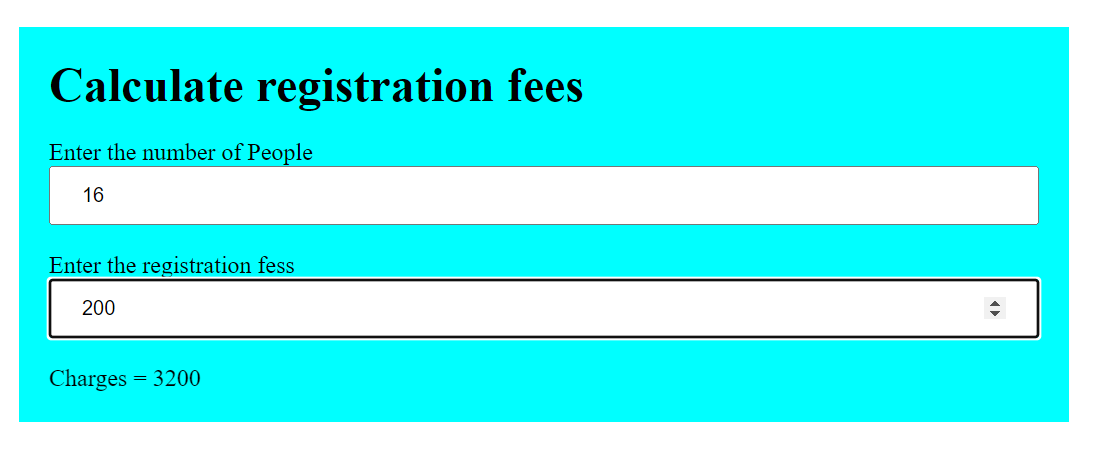 Calculate registration fees
Enter the number of People
16
Enter the registration fess
200
Charges = 3200